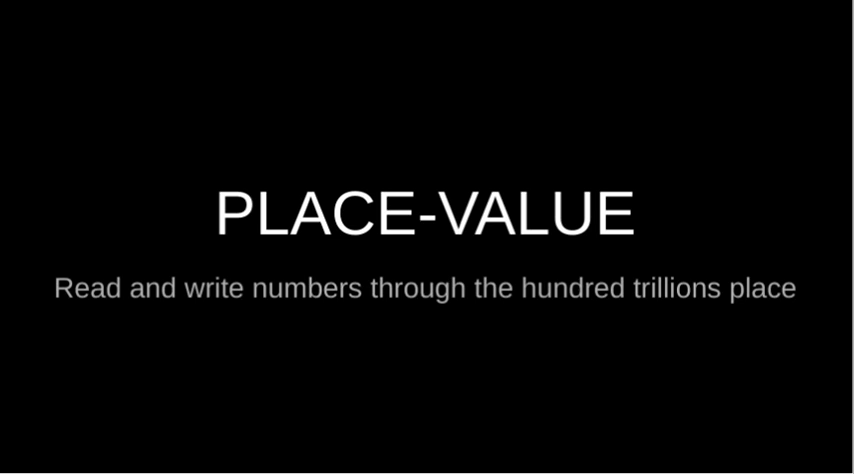 PLACE-VALUE
Read and write numbers through the hundred trillions place